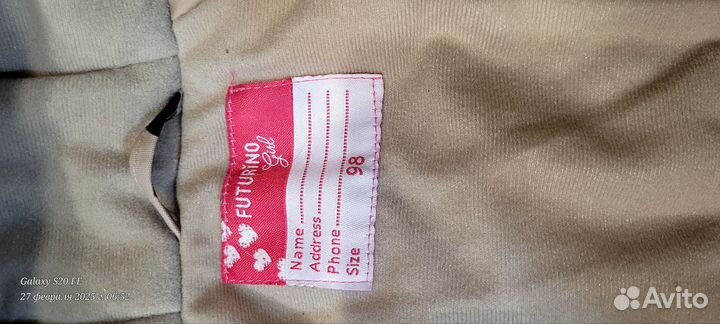 FUTURiNO
Girl
Name ....................
Address ....................
Phone ....................
Size 98
Galaxy S20 FE
27 февраля 2025 г. 06:52
Avito